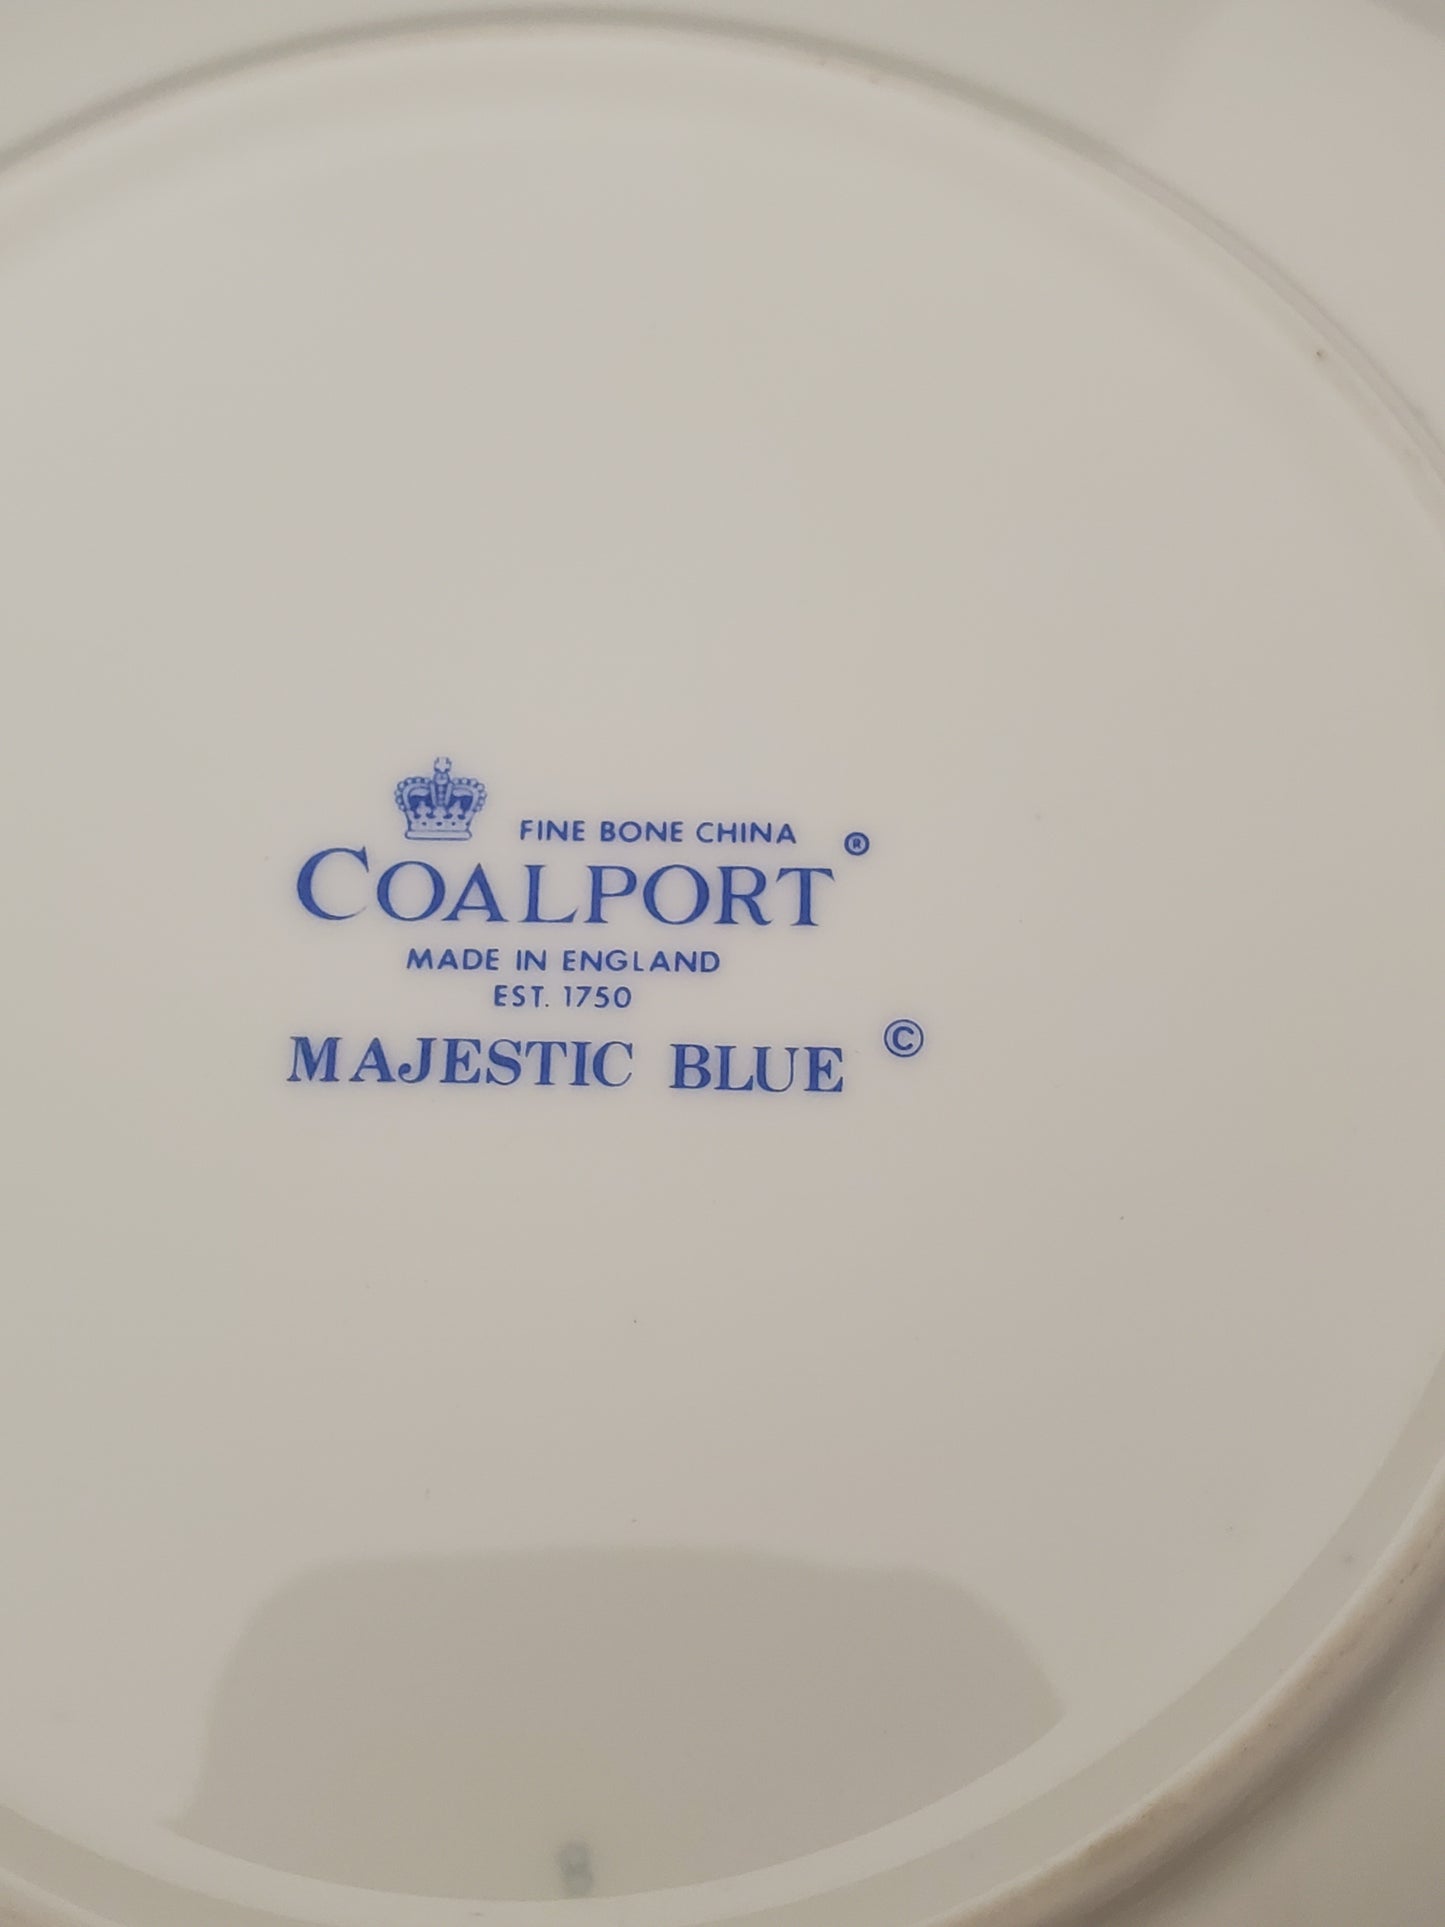 FINE BONE CHINA
COALPORT ®
MADE IN ENGLAND
EST. 1750
MAJESTIC BLUE ©